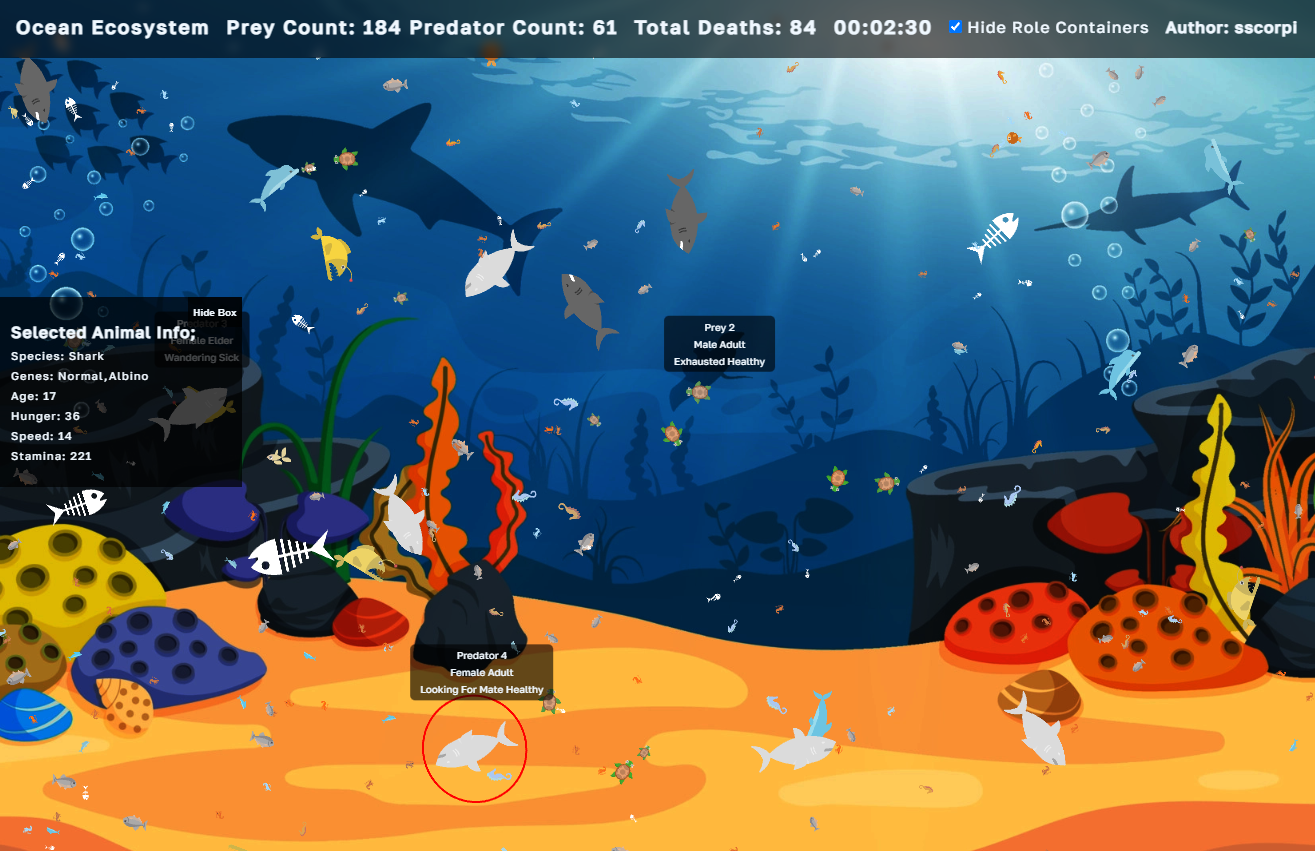 Ocean Ecosystem Prey Count: 184 Predator Count: 61 Total Deaths: 84 00:02:30 Hide Role Containers Author: sscorpi
Hide Box
Selected Animal Info;
Species: Shark
Genes: Normal,Albino
Age: 17
Hunger: 36
Speed: 14
Stamina: 221
Predator 3
Female Elder
Wandering Sick
Prey 2
Male Adult
Exhausted Healthy
Predator 4
Female Adult
Looking For Mate Healthy